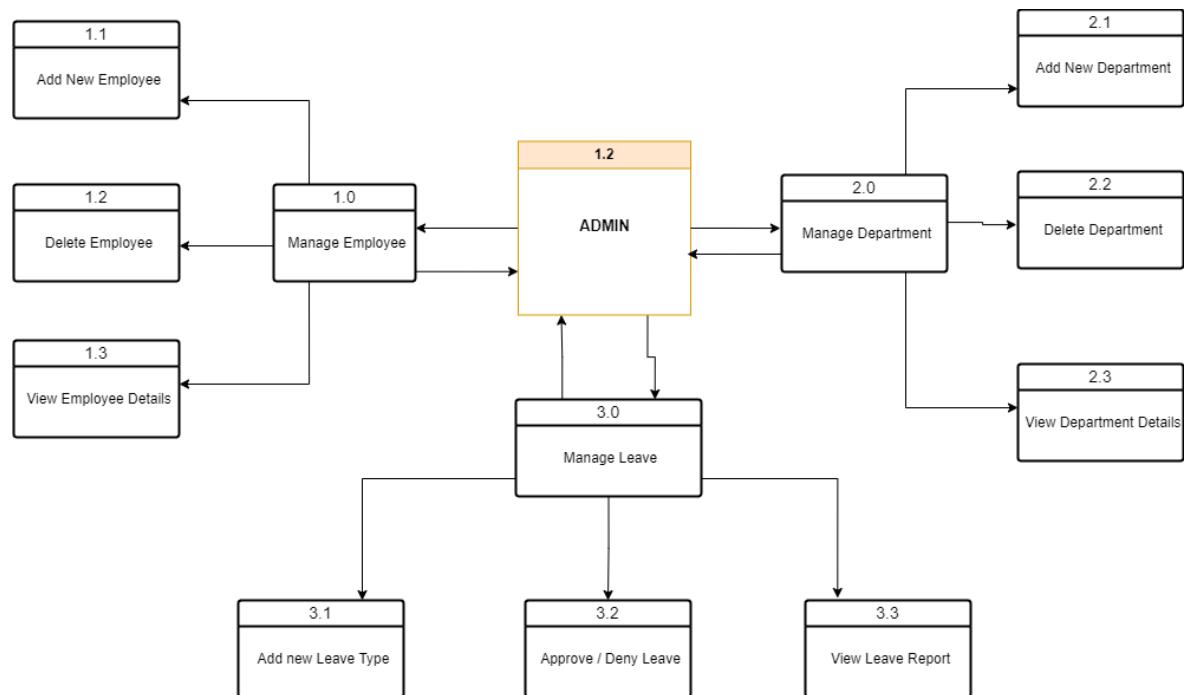 1.1
Add New Employee
1.2
Delete Employee
1.3
View Employee Details
1.0
Manage Employee
1.2
ADMIN
2.0
Manage Department
2.1
Add New Department
2.2
Delete Department
2.3
View Department Details
3.0
Manage Leave
3.1
Add new Leave Type
3.2
Approve / Deny Leave
3.3
View Leave Report